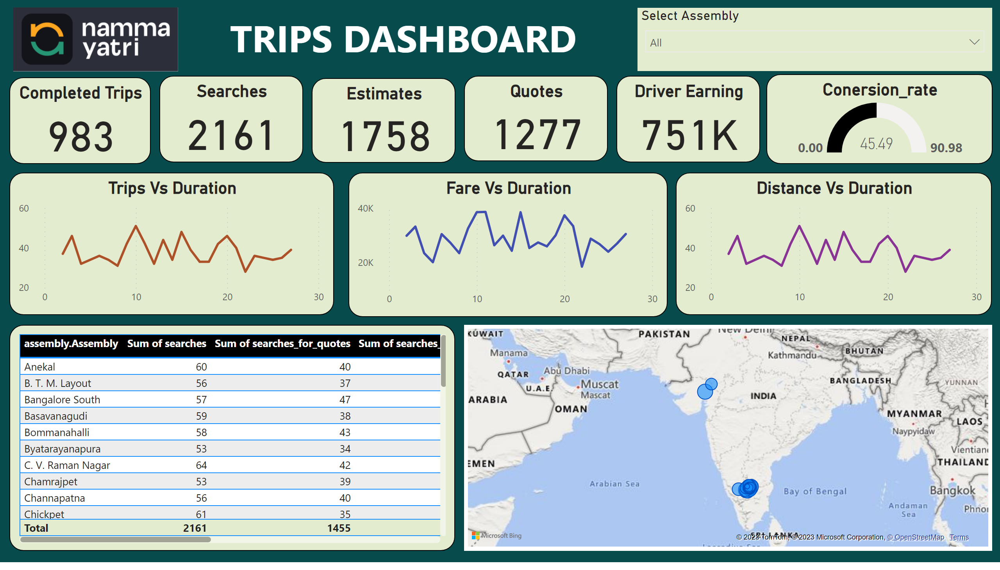 namma
yatri
TRIPS DASHBOARD
Select Assembly
All
Completed Trips
983
Searches
2161
Estimates
1758
Quotes
1277
Driver Earning
751K
Conersion_rate
0.00
45.49
90.98
Trips Vs Duration
60
40
20
0 10 20 30
Fare Vs Duration
40K
20K
0 10 20 30
Distance Vs Duration
60
40
20
0 10 20 30
assembly.Assembly Sum of searches Sum of searches_for_quotes Sum of searches_
Anekal 60 40
B. T. M. Layout 56 37
Bangalore South 57 47
Basavanagudi 59 38
Bommanahalli 58 43
Byatarayanapura 53 34
C. V. Raman Nagar 64 42
Chamrajpet 53 39
Channapatna 56 40
Chickpet 61 35
Total 2161 1455
KUWAIT
PAKISTAN
New Delhi
NEPAL
Kathmandu
BHUTAN
Manama
QATAR
Abu Dhabi
U.A.E.
Muscat
Mascat
BANGLADESH
YUNNAN
ARABIA
OMAN
INDIA
MYANMAR
LAOS
Naypyidaw
Vientian
EMEN
THAILAND
Arabian Sea
Bay of Bengal
Bangkok
Andaman
Sea
Phno
SRI LANKA
Microsoft Bing
© 2023 TomTom, © 2023 Microsoft Corporation, © OpenStreetMap Terms